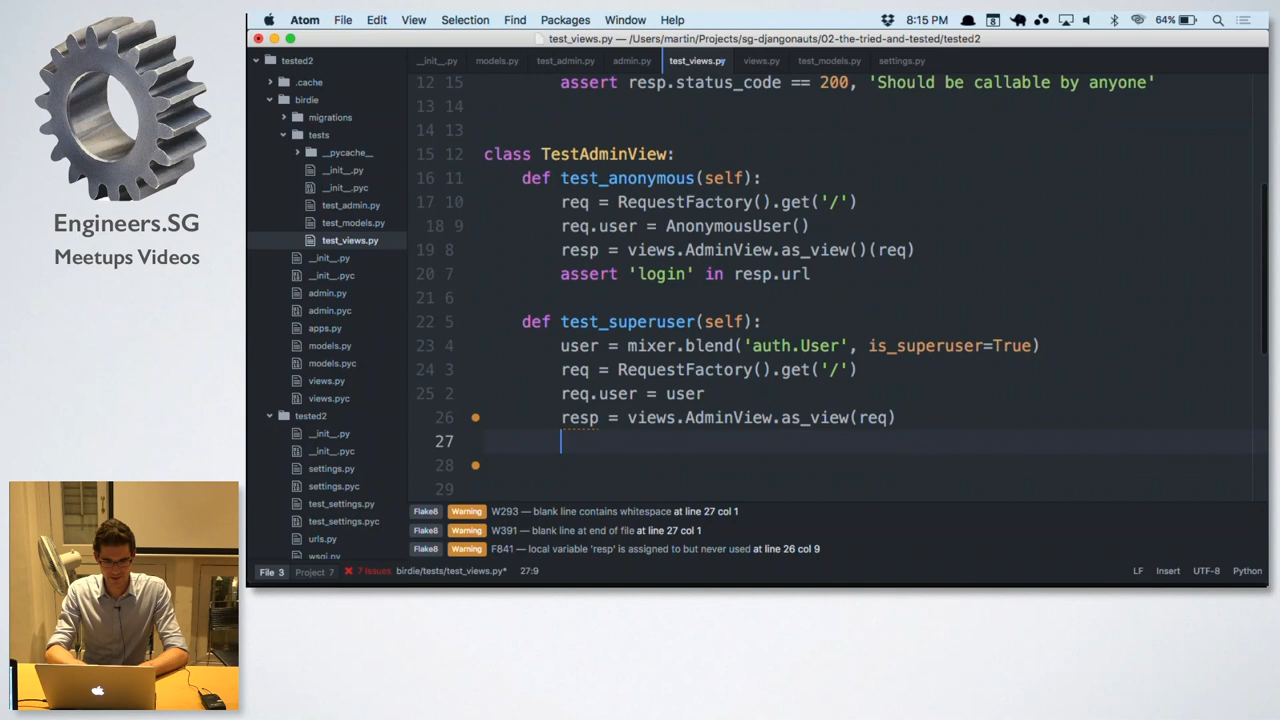 Engineers.SG
Meetups Videos
Atom File Edit View Selection Find Packages Window Help
8:15 PM 8 64%
test_views.py — /Users/martin/Projects/sg-djangonauts/02-the-tried-and-tested/tested2
tested2
.cache
birdie
migrations
tests
__pycache__
__init__.py
__init__.pyc
test_admin.py
test_models.py
test_views.py
__init__.py
__init__.pyc
admin.py
admin.pyc
apps.py
models.py
models.pyc
views.py
views.pyc
tested2
__init__.py
__init__.pyc
settings.py
settings.pyc
test_settings.py
test_settings.pyc
urls.py
wsgi.py
__init__.py models.py test_admin.py admin.py test_views.py views.py test_models.py settings.py
12 15 assert resp.status_code == 200, 'Should be callable by anyone'
13 14
14 13
15 12 class TestAdminView:
16 11 def test_anonymous(self):
17 10 req = RequestFactory().get('/')
18 9 req.user = AnonymousUser()
19 8 resp = views.AdminView.as_view()(req)
20 7 assert 'login' in resp.url
21 6
22 5 def test_superuser(self):
23 4 user = mixer.blend('auth.User', is_superuser=True)
24 3 req = RequestFactory().get('/')
25 2 req.user = user
26 resp = views.AdminView.as_view(req)
27
28
29
Flake8 Warning W293 — blank line contains whitespace at line 27 col 1
Flake8 Warning W391 — blank line at end of file at line 27 col 1
Flake8 Warning F841 — local variable 'resp' is assigned to but never used at line 26 col 9
File 3 Project 7 7 Issues birdie/tests/test_views.py* 27:9 LF Insert UTF-8 Python